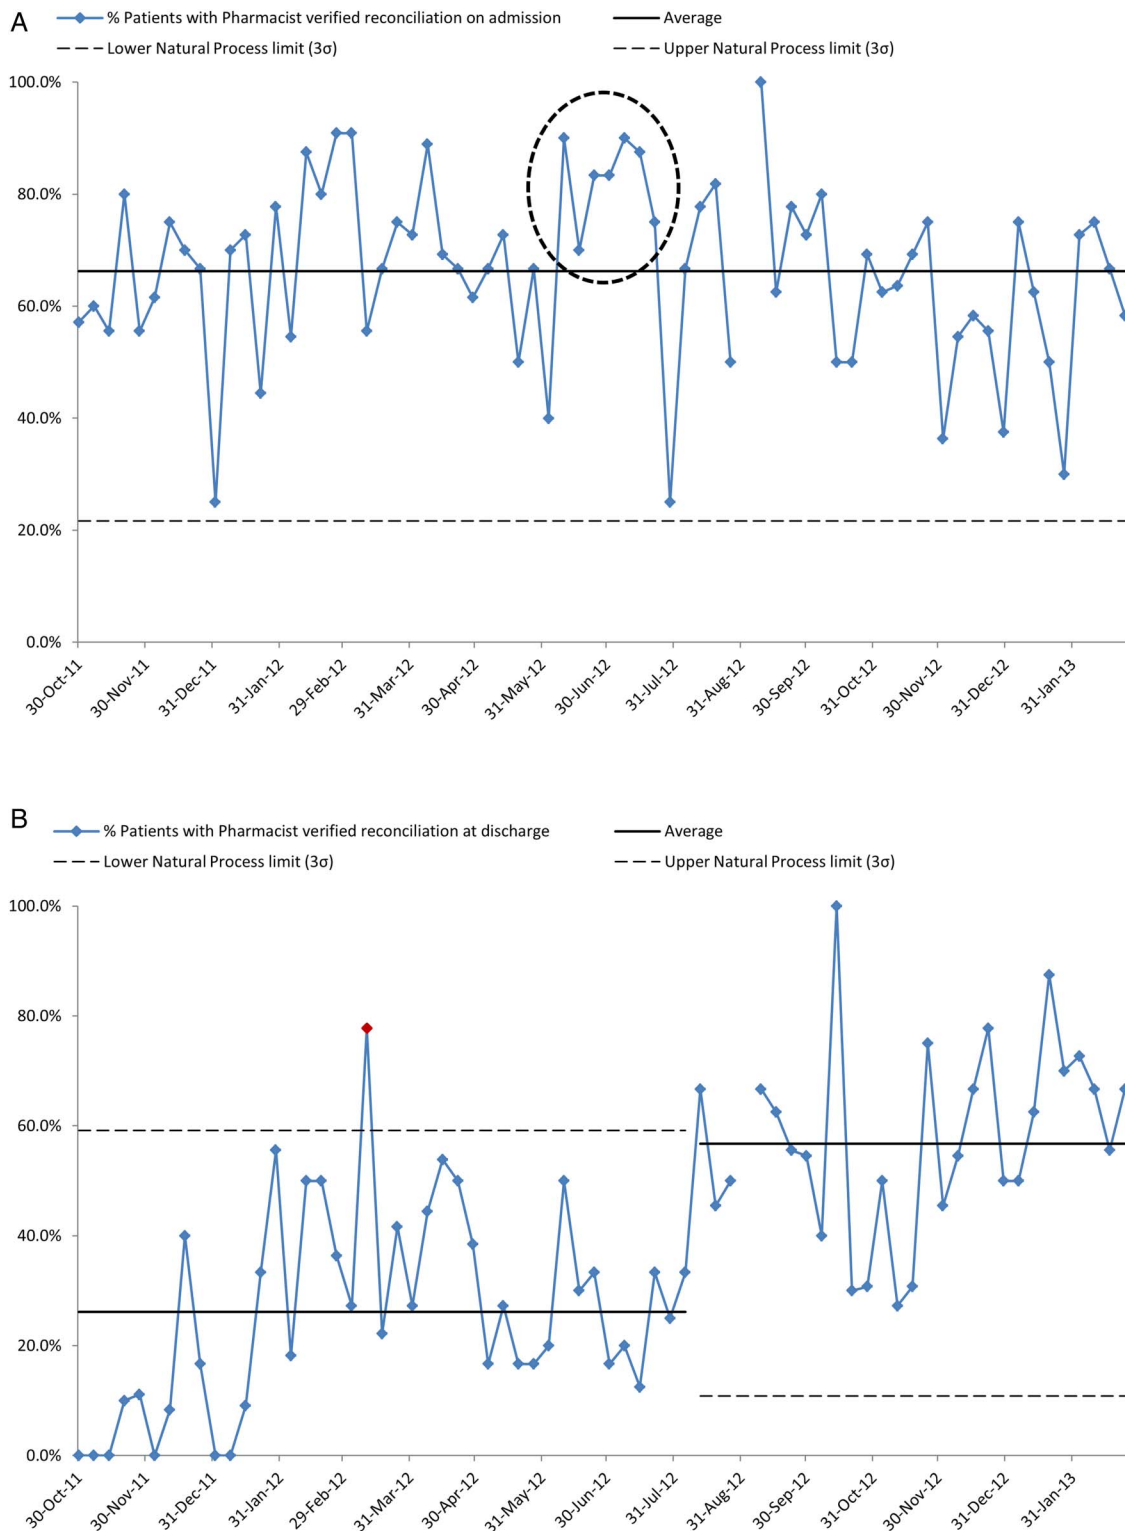 A
% Patients with Pharmacist verified reconciliation on admission Average
Lower Natural Process limit (3σ) Upper Natural Process limit (3σ)
100.0%
80.0%
60.0%
40.0%
20.0%
0.0%
30-Oct-11 30-Nov-11 31-Dec-11 31-Jan-12 29-Feb-12 31-Mar-12 30-Apr-12 31-May-12 30-Jun-12 31-Jul-12 31-Aug-12 30-Sep-12 31-Oct-12 30-Nov-12 31-Dec-12 31-Jan-13
B
% Patients with Pharmacist verified reconciliation at discharge Average
Lower Natural Process limit (3σ) Upper Natural Process limit (3σ)
100.0%
80.0%
60.0%
40.0%
20.0%
0.0%
30-Oct-11 30-Nov-11 31-Dec-11 31-Jan-12 29-Feb-12 31-Mar-12 30-Apr-12 31-May-12 30-Jun-12 31-Jul-12 31-Aug-12 30-Sep-12 31-Oct-12 30-Nov-12 31-Dec-12 31-Jan-13